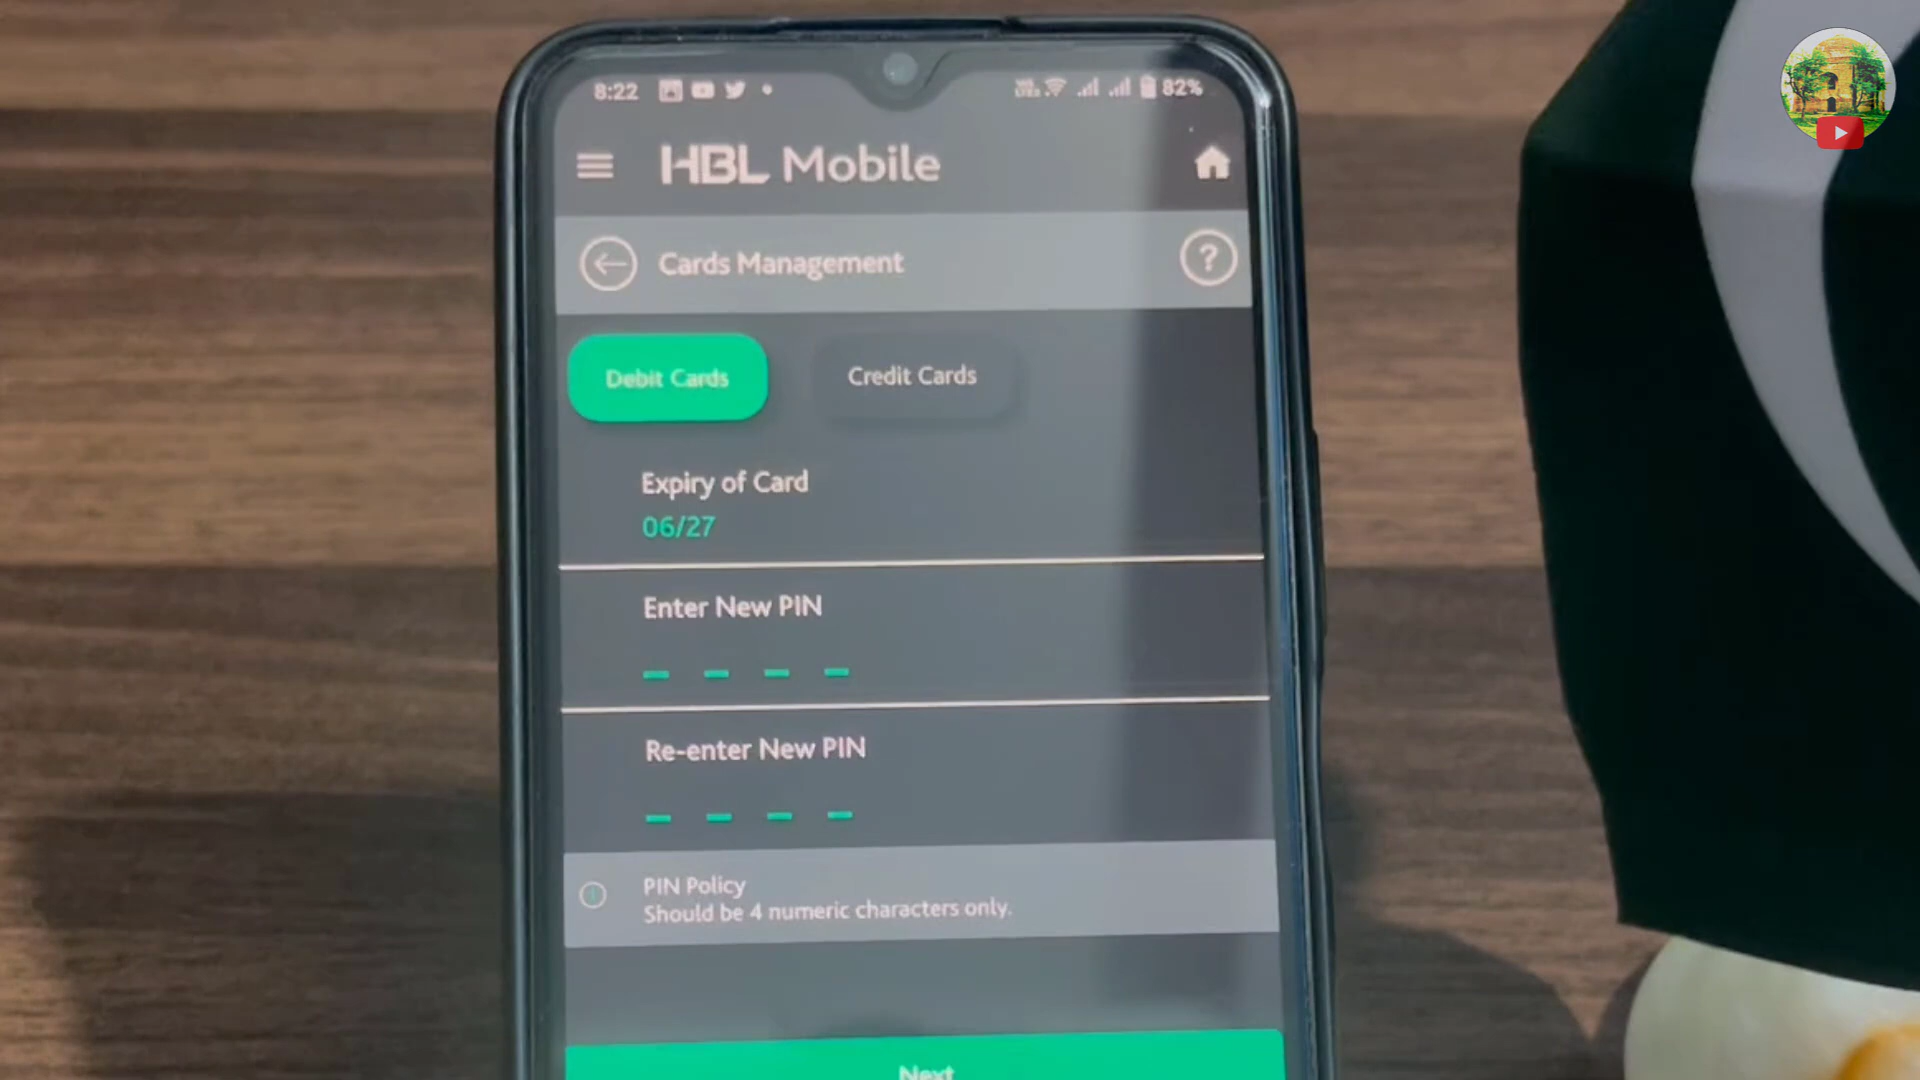 8:22
82%
HBL Mobile
Cards Management
?
Debit Cards
Credit Cards
Expiry of Card
06/27
Enter New PIN
Re-enter New PIN
PIN Policy
Should be 4 numeric characters only.
Next